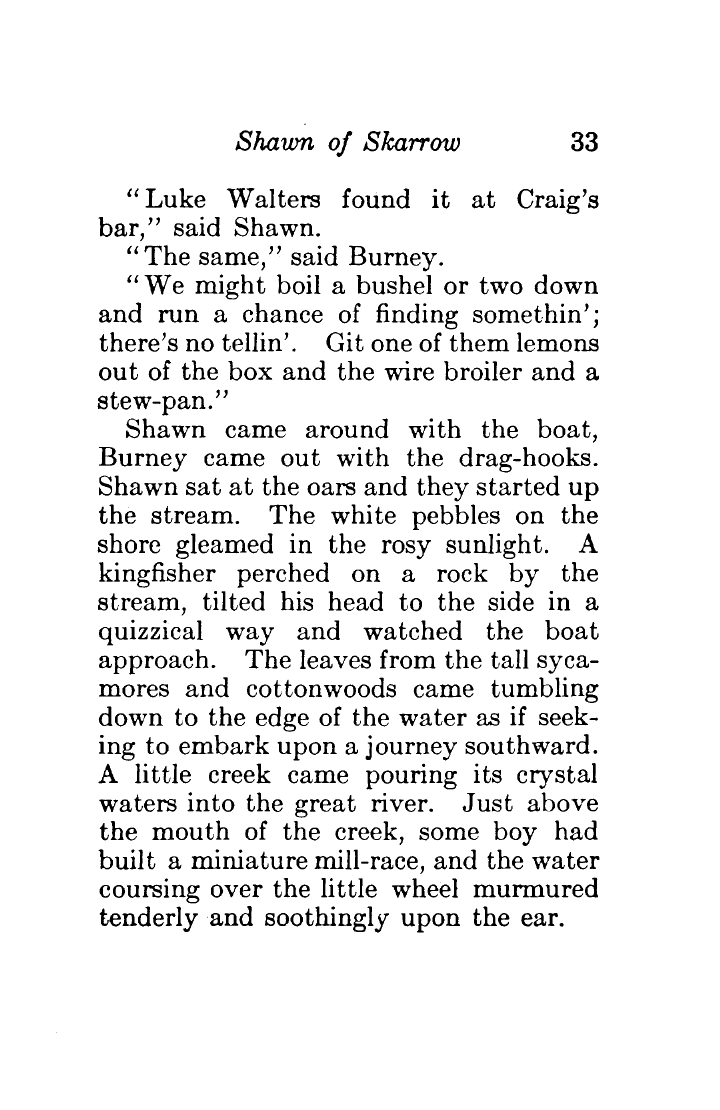 Shawn of Skarrow 33
“Luke Walters found it at Craig’s
bar,” said Shawn.
“The same,” said Burney.
“We might boil a bushel or two down
and run a chance of finding somethin’;
there’s no tellin’. Git one of them lemons
out of the box and the wire broiler and a
stew-pan.”
Shawn came around with the boat,
Burney came out with the drag-hooks.
Shawn sat at the oars and they started up
the stream. The white pebbles on the
shore gleamed in the rosy sunlight. A
kingfisher perched on a rock by the
stream, tilted his head to the side in a
quizzical way and watched the boat
approach. The leaves from the tall syca-
mores and cottonwoods came tumbling
down to the edge of the water as if seek-
ing to embark upon a journey southward.
A little creek came pouring its crystal
waters into the great river. Just above
the mouth of the creek, some boy had
built a miniature mill-race, and the water
coursing over the little wheel murmured
tenderly and soothingly upon the ear.